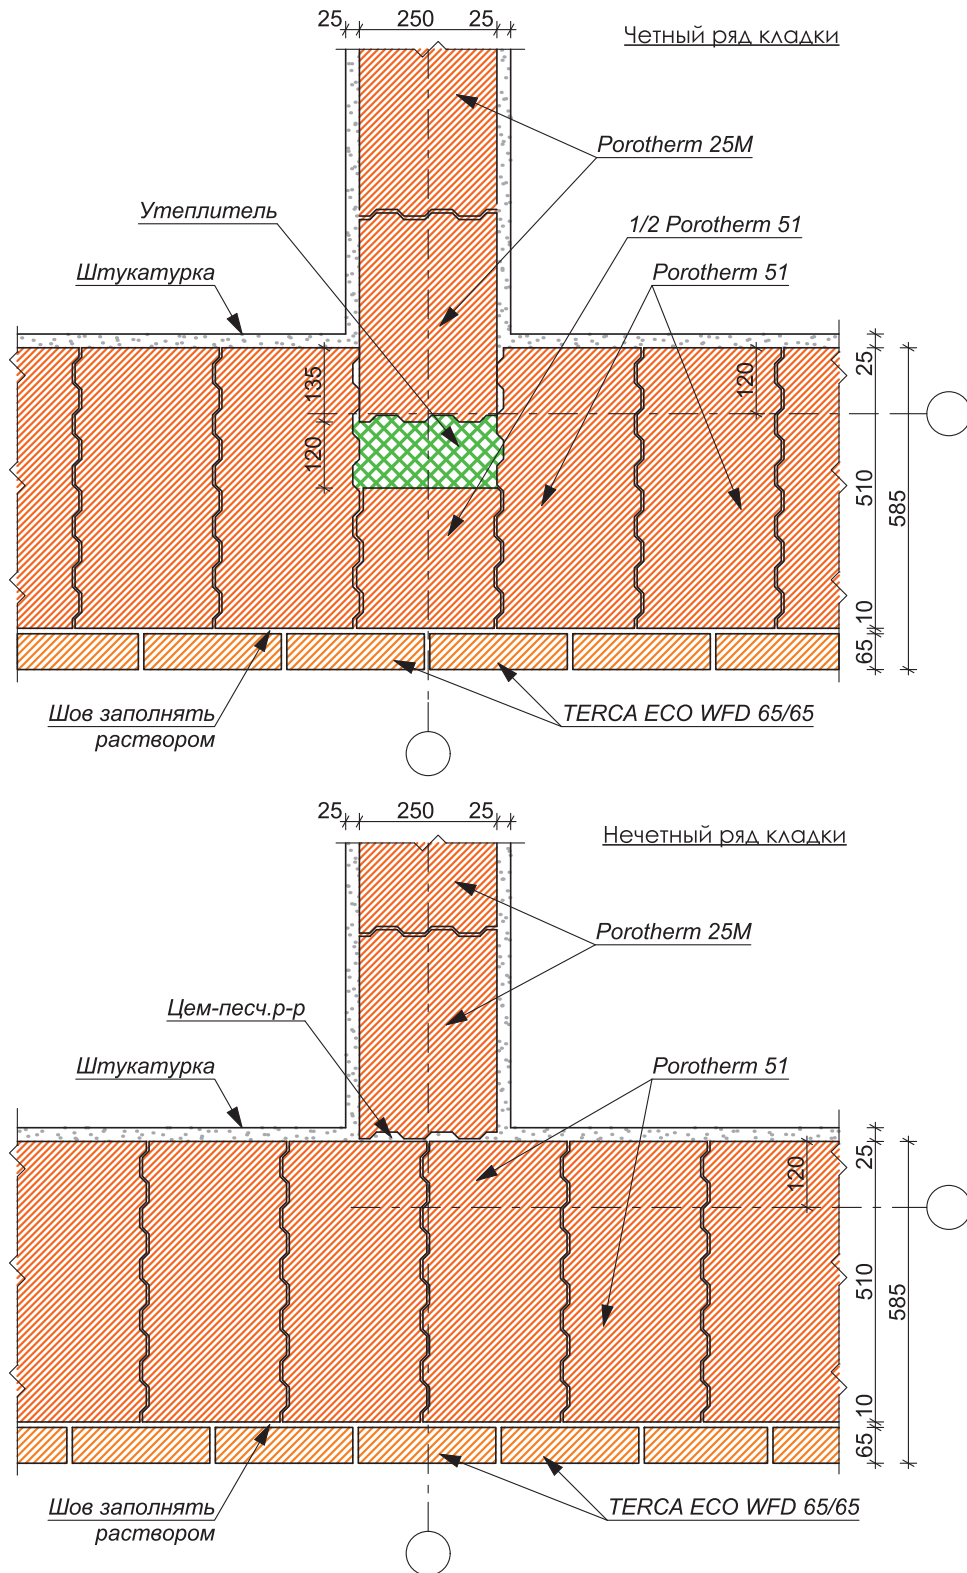 25 250 25
Четный ряд кладки
Porotherm 25M
Утеплитель
1/2 Porotherm 51
Штукатурка
Porotherm 51
135
120
120
25
510
585
10
65
Шов заполнять
раствором
TERCA ECO WFD 65/65
25 250 25
Нечетный ряд кладки
Porotherm 25M
Цем-песч.р-р
Штукатурка
Porotherm 51
120
25
510
585
10
65
Шов заполнять
раствором
TERCA ECO WFD 65/65